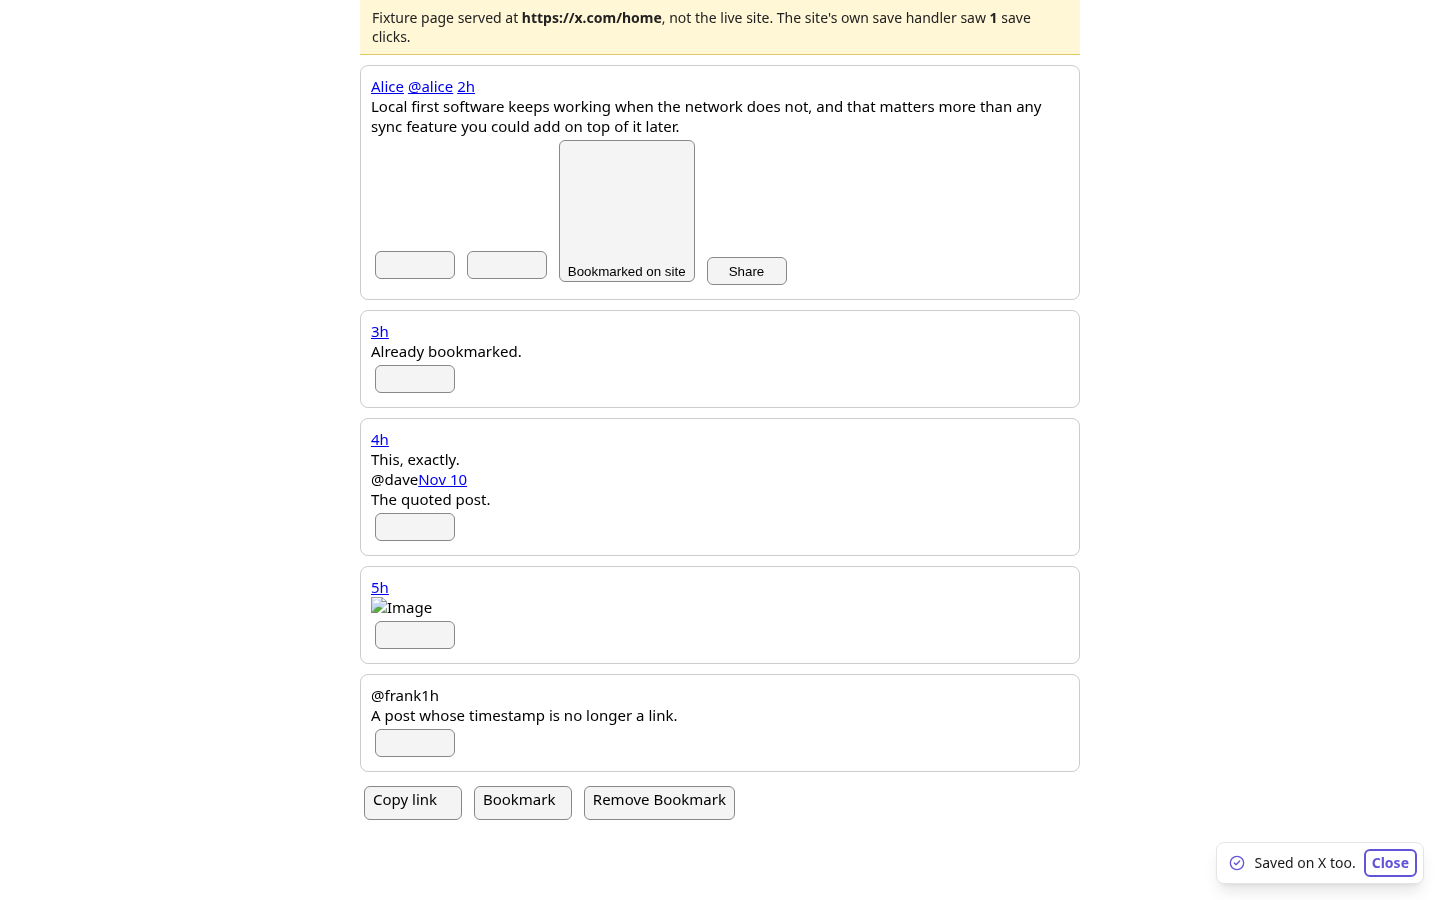 Fixture page served at https://x.com/home, not the live site. The site's own save handler saw 1 save
clicks.
Alice @alice 2h
Local first software keeps working when the network does not, and that matters more than any
sync feature you could add on top of it later.
Bookmarked on site
Share
3h
Already bookmarked.
4h
This, exactly.
@daveNov 10
The quoted post.
5h
Image
@frank1h
A post whose timestamp is no longer a link.
Copy link
Bookmark
Remove Bookmark
Saved on X too. Close